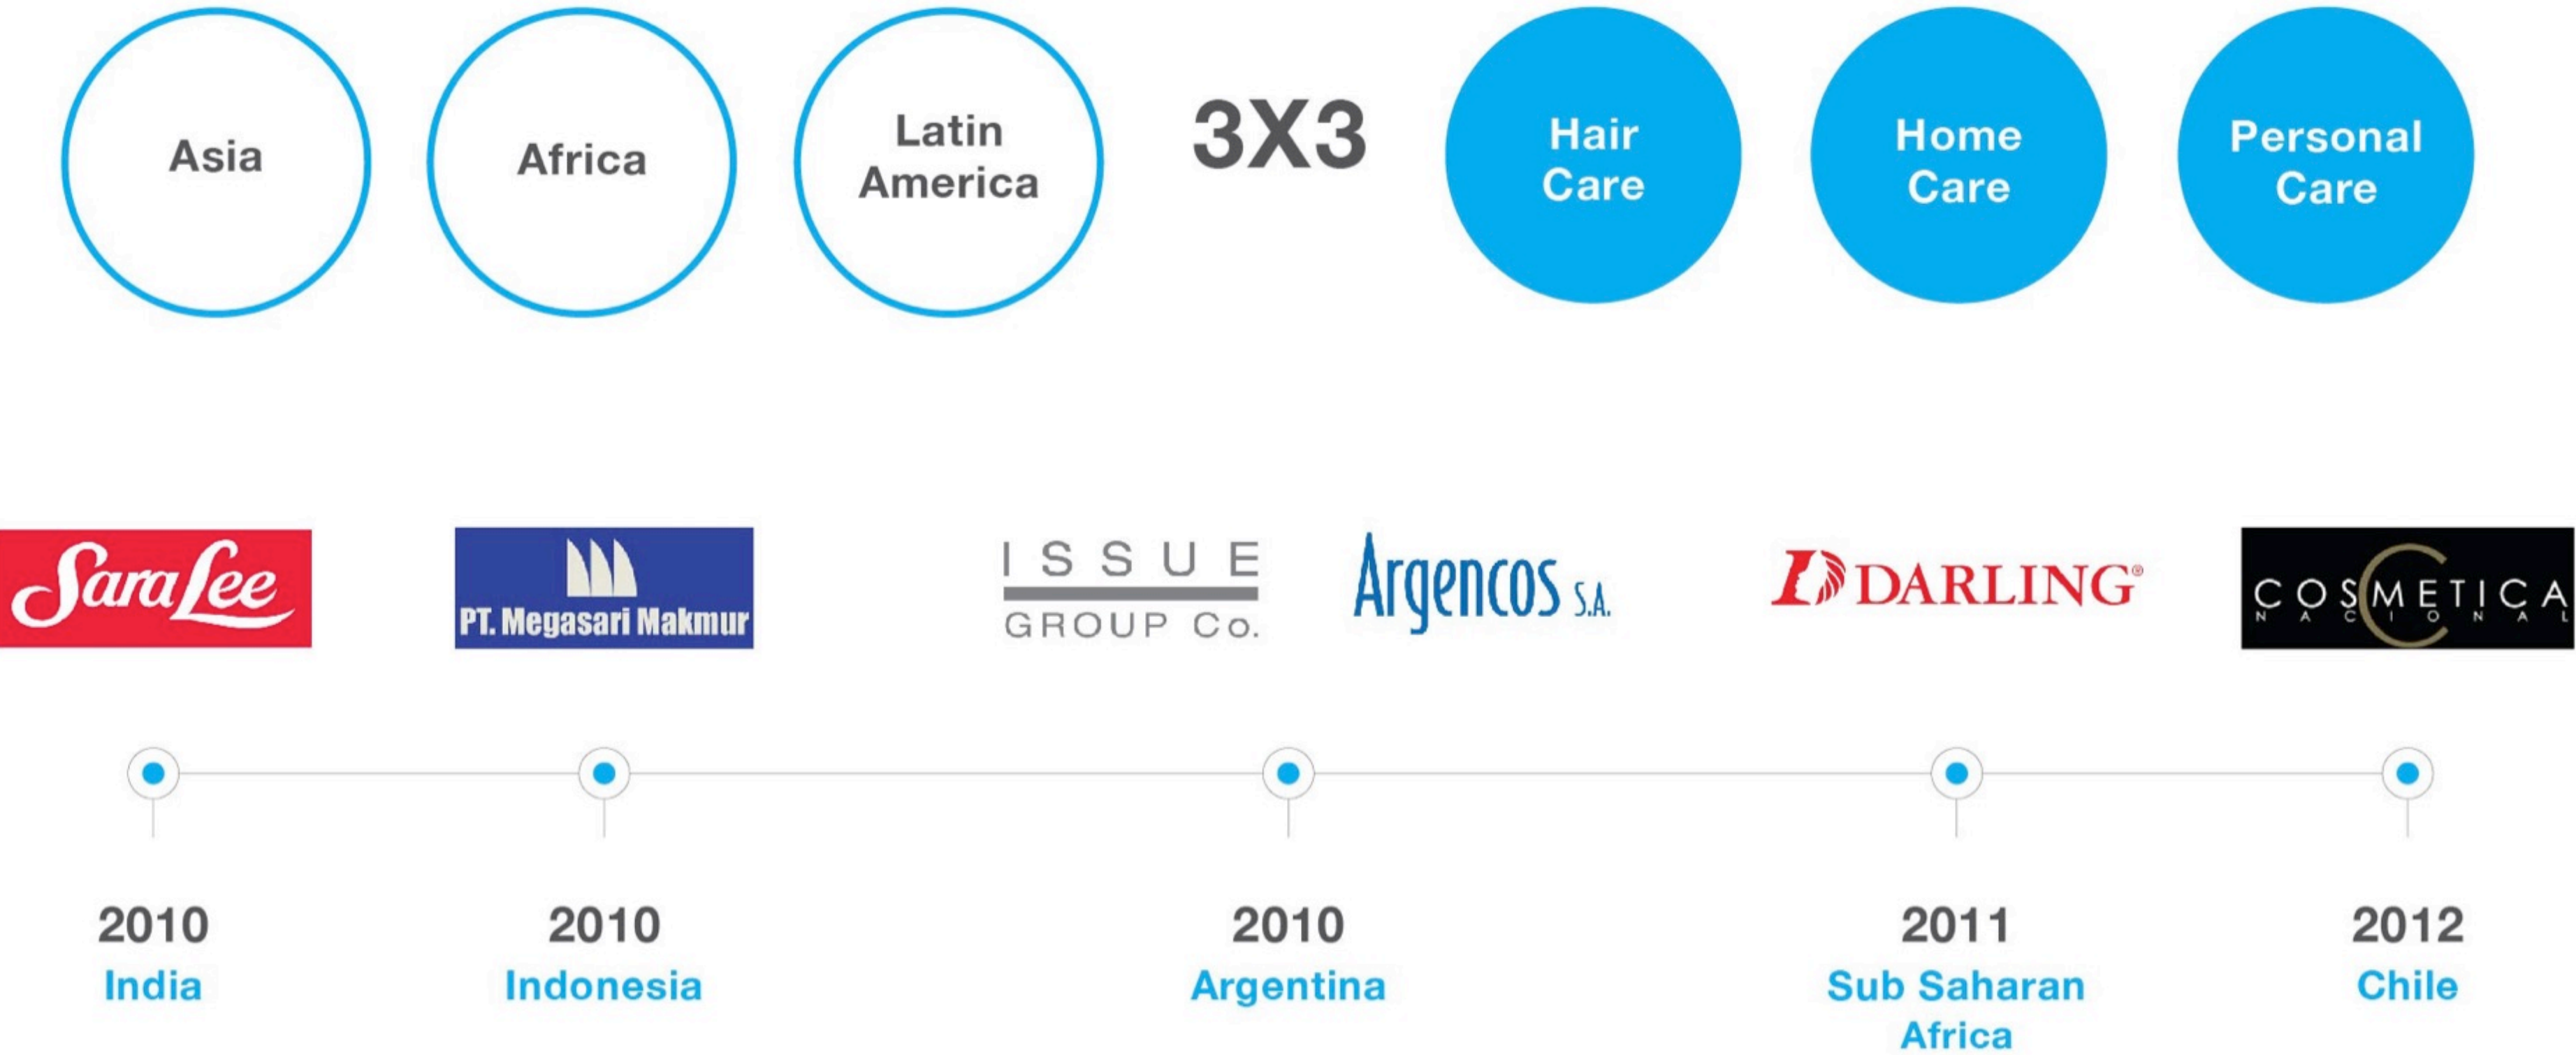 Asia
Africa
Latin
America
3X3
Hair
Care
Home
Care
Personal
Care
Sara Lee
PT. Megasari Makmur
ISSUE
GROUP Co.
Argencos S.A.
DARLING®
COSMETICA
NACIONAL
2010
India
2010
Indonesia
2010
Argentina
2011
Sub Saharan
Africa
2012
Chile